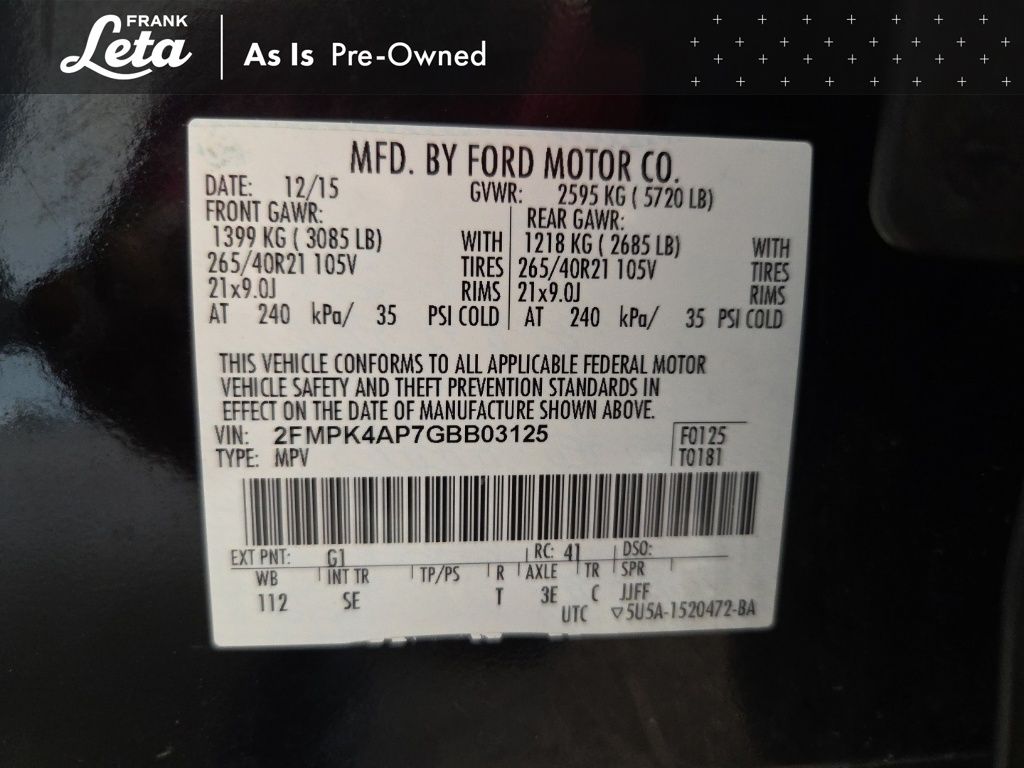 FRANK
Leta
As Is Pre-Owned
MFD. BY FORD MOTOR CO.
DATE: 12/15 GVWR: 2595 KG ( 5720 LB)
FRONT GAWR: REAR GAWR:
1399 KG ( 3085 LB) WITH 1218 KG ( 2685 LB) WITH
265/40R21 105V TIRES 265/40R21 105V TIRES
21x9.0J RIMS 21x9.0J RIMS
AT 240 kPa/ 35 PSI COLD AT 240 kPa/ 35 PSI COLD
THIS VEHICLE CONFORMS TO ALL APPLICABLE FEDERAL MOTOR
VEHICLE SAFETY AND THEFT PREVENTION STANDARDS IN
EFFECT ON THE DATE OF MANUFACTURE SHOWN ABOVE.
VIN: 2FMPK4AP7GBB03125 F0125
TYPE: MPV T0181
EXT PNT: G1 RC: 41 DSO:
WB INT TR TP/PS R AXLE TR SPR
112 SE T 3E C JJFF
UTC ▽5U5A-1520472-BA